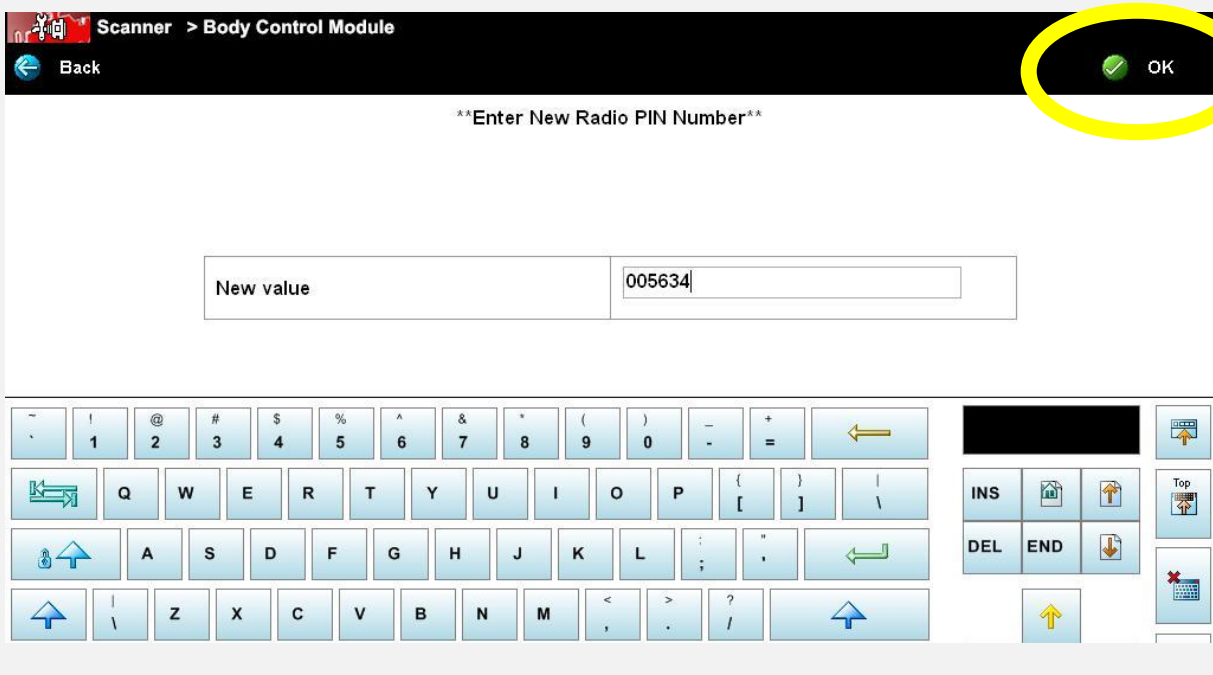 Scanner > Body Control Module
Back
OK
**Enter New Radio PIN Number**
New value
005634
~ ! @ # $ % ^ & * ( ) _ +
` 1 2 3 4 5 6 7 8 9 0 - =
Q W E R T Y U I O P { [ } ] | \
A S D F G H J K L : ; " '
| \ Z X C V B N M < , > . ? /
INS
DEL END
Top